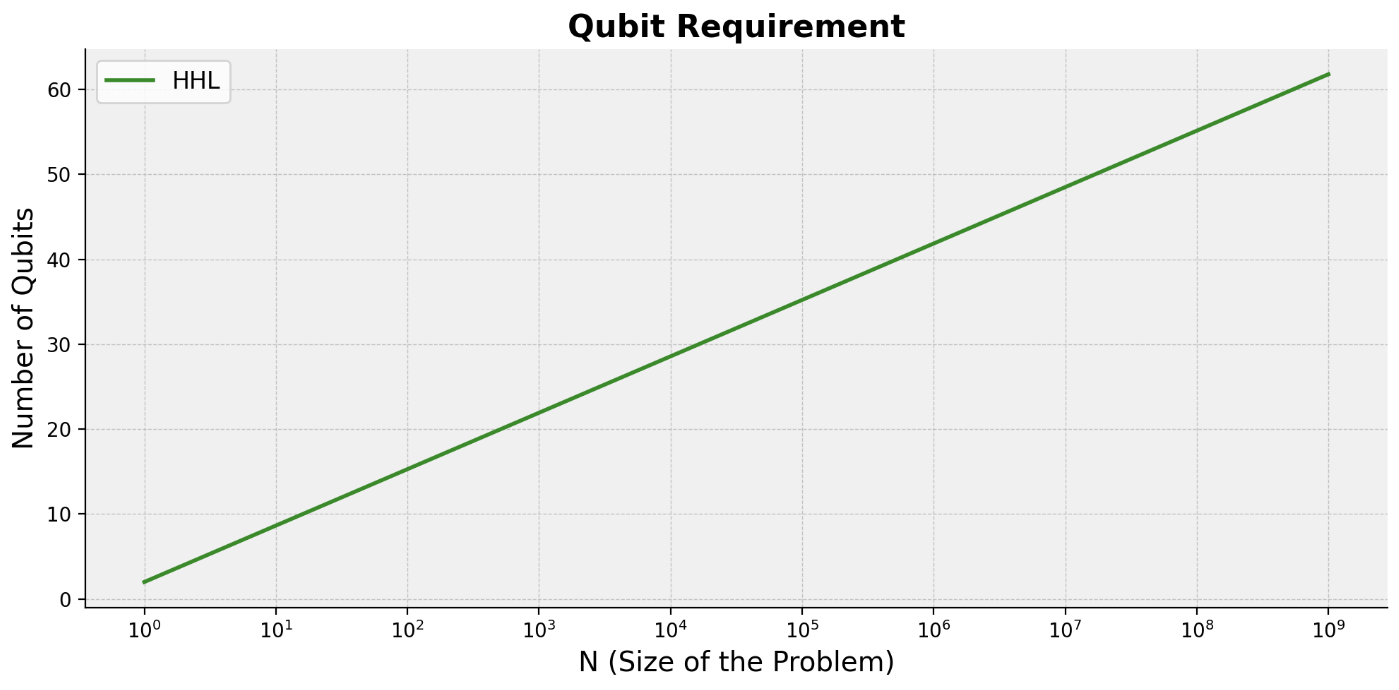 Qubit Requirement
HHL
Number of Qubits
60
50
40
30
20
10
0
10⁰ 10¹ 10² 10³ 10⁴ 10⁵ 10⁶ 10⁷ 10⁸ 10⁹
N (Size of the Problem)